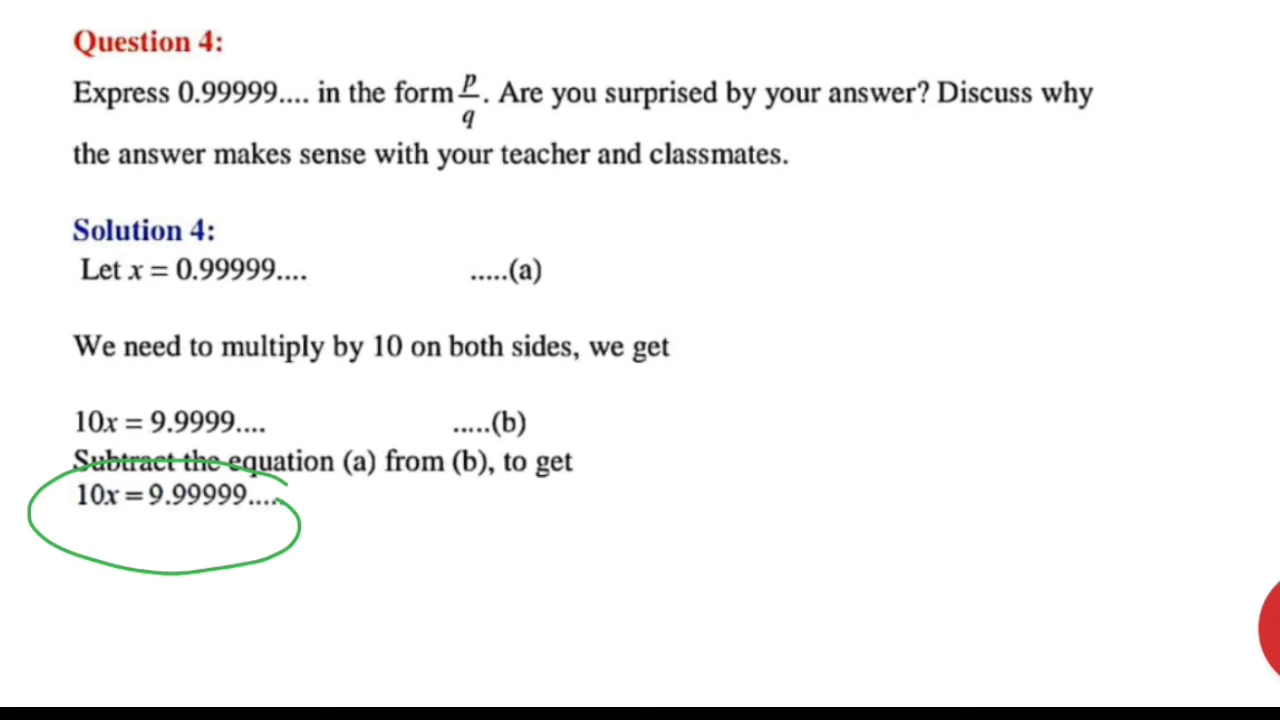 Question 4:
Express 0.99999.... in the form p/q. Are you surprised by your answer? Discuss why
the answer makes sense with your teacher and classmates.
Solution 4:
Let x = 0.99999.... .....(a)
We need to multiply by 10 on both sides, we get
10x = 9.9999.... .....(b)
Subtract the equation (a) from (b), to get
10x = 9.99999.....